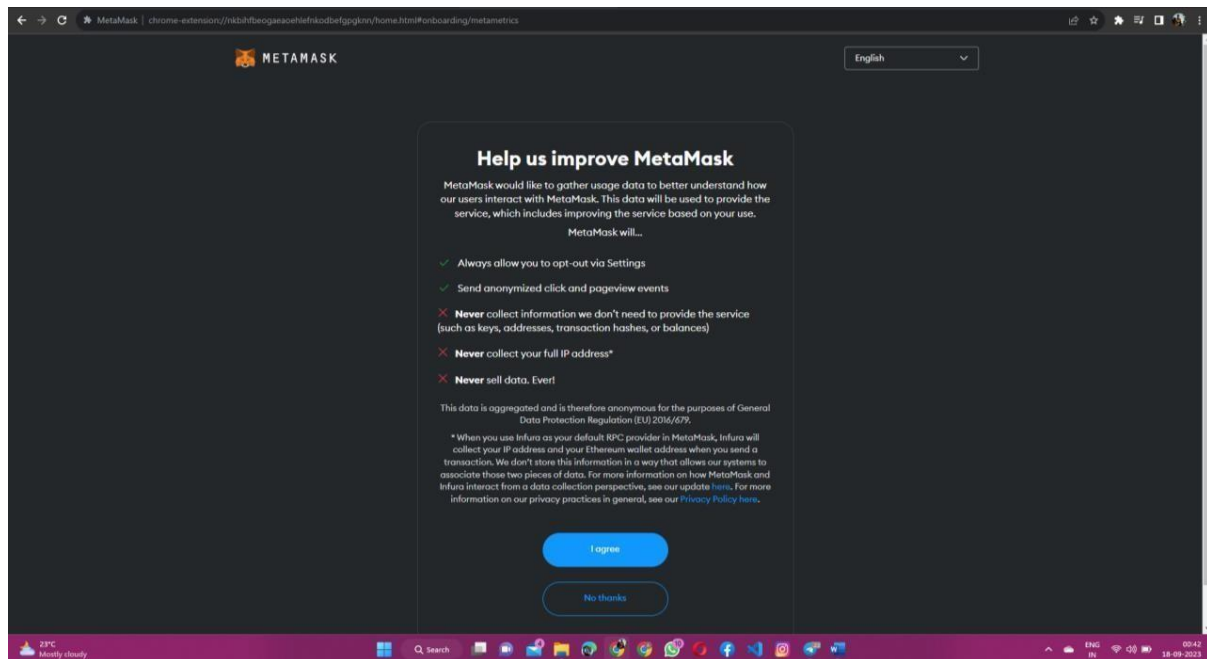 MetaMask | chrome-extension://nkbihfbeogaeaoehlefnkodbefgpgknn/home.html#onboarding/metametrics
METAMASK
English
Help us improve MetaMask
MetaMask would like to gather usage data to better understand how
our users interact with MetaMask. This data will be used to provide the
service, which includes improving the service based on your use.
MetaMask will...
Always allow you to opt-out via Settings
Send anonymized click and pageview events
Never collect information we don't need to provide the service
(such as keys, addresses, transaction hashes, or balances)
Never collect your full IP address*
Never sell data. Ever!
This data is aggregated and is therefore anonymous for the purposes of General
Data Protection Regulation (EU) 2016/679.
* When you use Infura as your default RPC provider in MetaMask, Infura will
collect your IP address and your Ethereum wallet address when you send a
transaction. We don't store this information in a way that allows our systems to
associate those two pieces of data. For more information on how MetaMask and
Infura interact from a data collection perspective, see our update here. For more
information on our privacy practices in general, see our Privacy Policy here.
I agree
No thanks
23°C
Mostly cloudy
Search
ENG
IN
00:42
18-09-2023